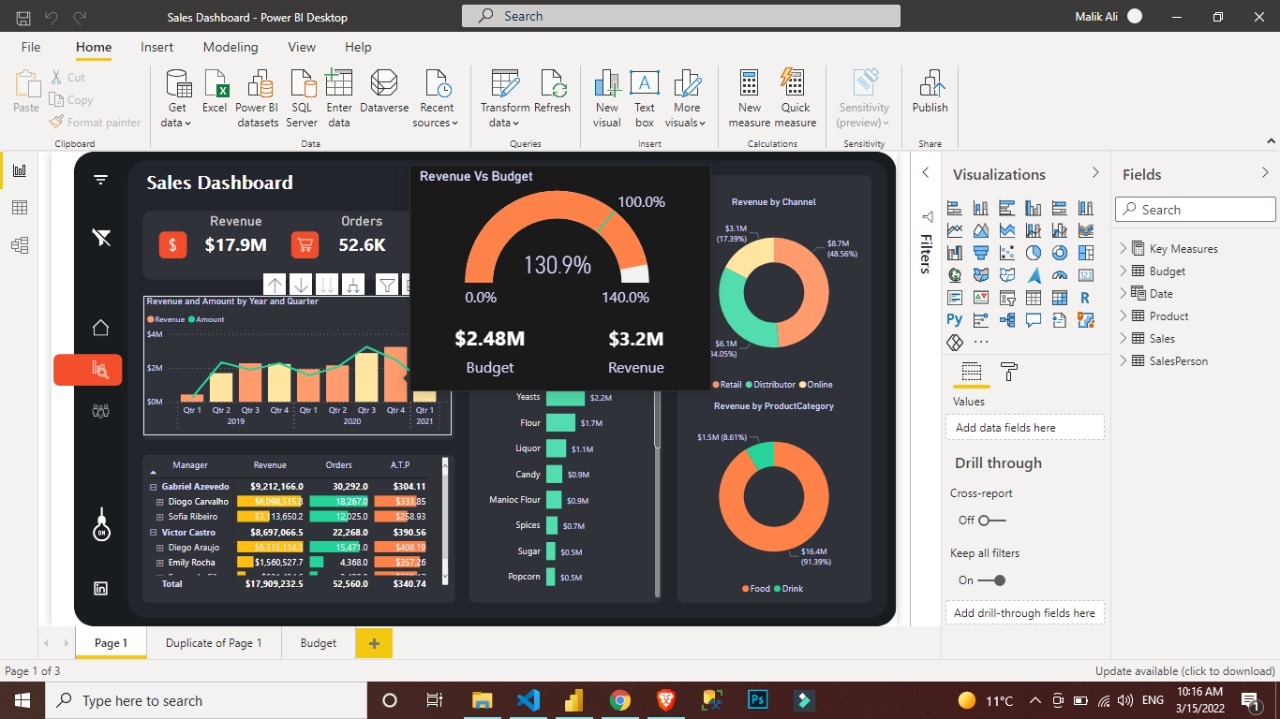 Sales Dashboard - Power BI Desktop
Search
Malik Ali
File
Home
Insert
Modeling
View
Help
Paste
Cut
Copy
Format painter
Clipboard
Get data
Excel
Power BI datasets
SQL Server
Enter data
Dataverse
Recent sources
Data
Transform data
Refresh
Queries
New visual
Text box
More visuals
Insert
New measure
Quick measure
Calculations
Sensitivity (preview)
Sensitivity
Publish
Share
Sales Dashboard
Revenue
$17.9M
Orders
52.6K
Revenue Vs Budget
100.0%
130.9%
0.0%
140.0%
$2.48M
$3.2M
Budget
Revenue
Revenue and Amount by Year and Quarter
Revenue Amount
$4M
$2M
$0M
Qtr 1 Qtr 2 Qtr 3 Qtr 4 Qtr 1 Qtr 2 Qtr 3 Qtr 4 Qtr 1
2019 2020 2021
Manager Revenue Orders A.T.P
Gabriel Azevedo $9,212,166.0 30,292.0 $304.11
Diogo Carvalho $6,098,515.8 18,267.0 $333.85
Sofia Ribeiro $3,113,650.2 12,025.0 $258.93
Victor Castro $8,697,066.5 22,268.0 $390.56
Diego Araujo $6,315,114.3 15,471.0 $408.19
Emily Rocha $1,560,527.7 4,368.0 $357.26
Total $17,909,232.5 52,560.0 $340.74
Yeasts $2.2M
Flour $1.7M
Liquor $1.1M
Candy $0.9M
Manioc Flour $0.9M
Spices $0.7M
Sugar $0.5M
Popcorn $0.5M
Revenue by Channel
$3.1M
(17.39%)
$8.7M
(48.56%)
$6.1M
34.05%)
Retail Distributor Online
Revenue by ProductCategory
$1.5M (8.61%)
$16.4M
(91.39%)
Food Drink
Filters
Visualizations
Values
Add data fields here
Drill through
Cross-report
Off
Keep all filters
On
Add drill-through fields here
Fields
Search
Key Measures
Budget
Date
Product
Sales
SalesPerson
Page 1
Duplicate of Page 1
Budget
Page 1 of 3
Update available (click to download)
Type here to search
11°C
ENG
10:16 AM
3/15/2022